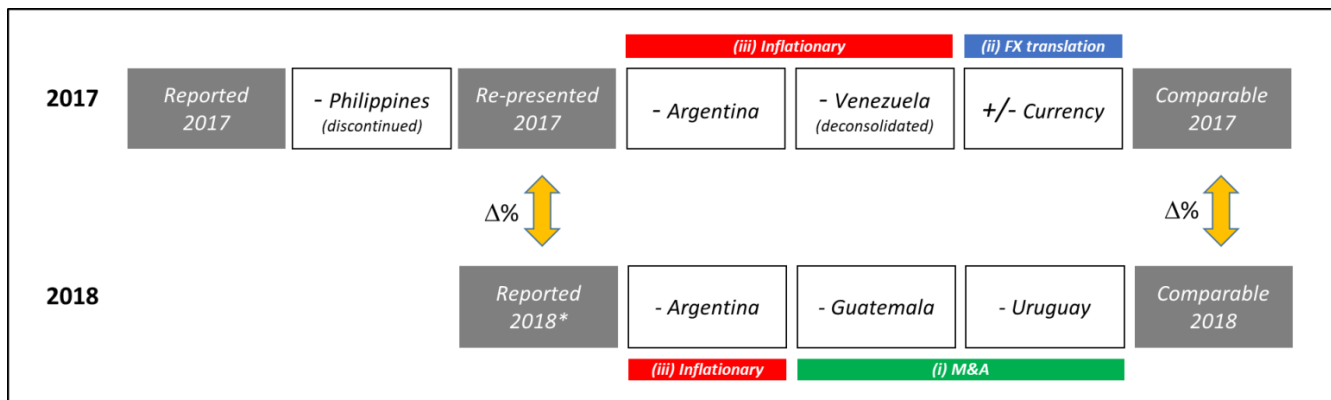 (iii) Inflationary
(ii) FX translation
2017
Reported
2017
- Philippines
(discontinued)
Re-presented
2017
- Argentina
- Venezuela
(deconsolidated)
+/- Currency
Comparable
2017
Δ%
Δ%
2018
Reported
2018*
- Argentina
- Guatemala
- Uruguay
Comparable
2018
(iii) Inflationary
(i) M&A